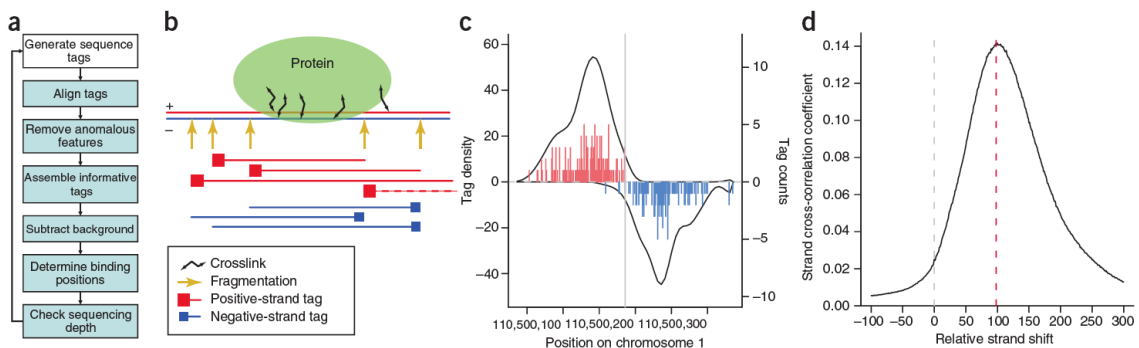 a
Generate sequence
tags
Align tags
Remove anomalous
features
Assemble informative
tags
Subtract background
Determine binding
positions
Check sequencing
depth
b
Protein
+
–
Crosslink
Fragmentation
Positive-strand tag
Negative-strand tag
c
60
40
20
0
−20
−40
Tag density
10
5
0
−5
−10
Tag counts
110,500,100 110,500,200 110,500,300
Position on chromosome 1
d
0.14
0.12
0.10
0.08
0.06
0.04
0.02
0.00
Strand cross-correlation coefficient
−100 −50 0 50 100 150 200 250 300
Relative strand shift